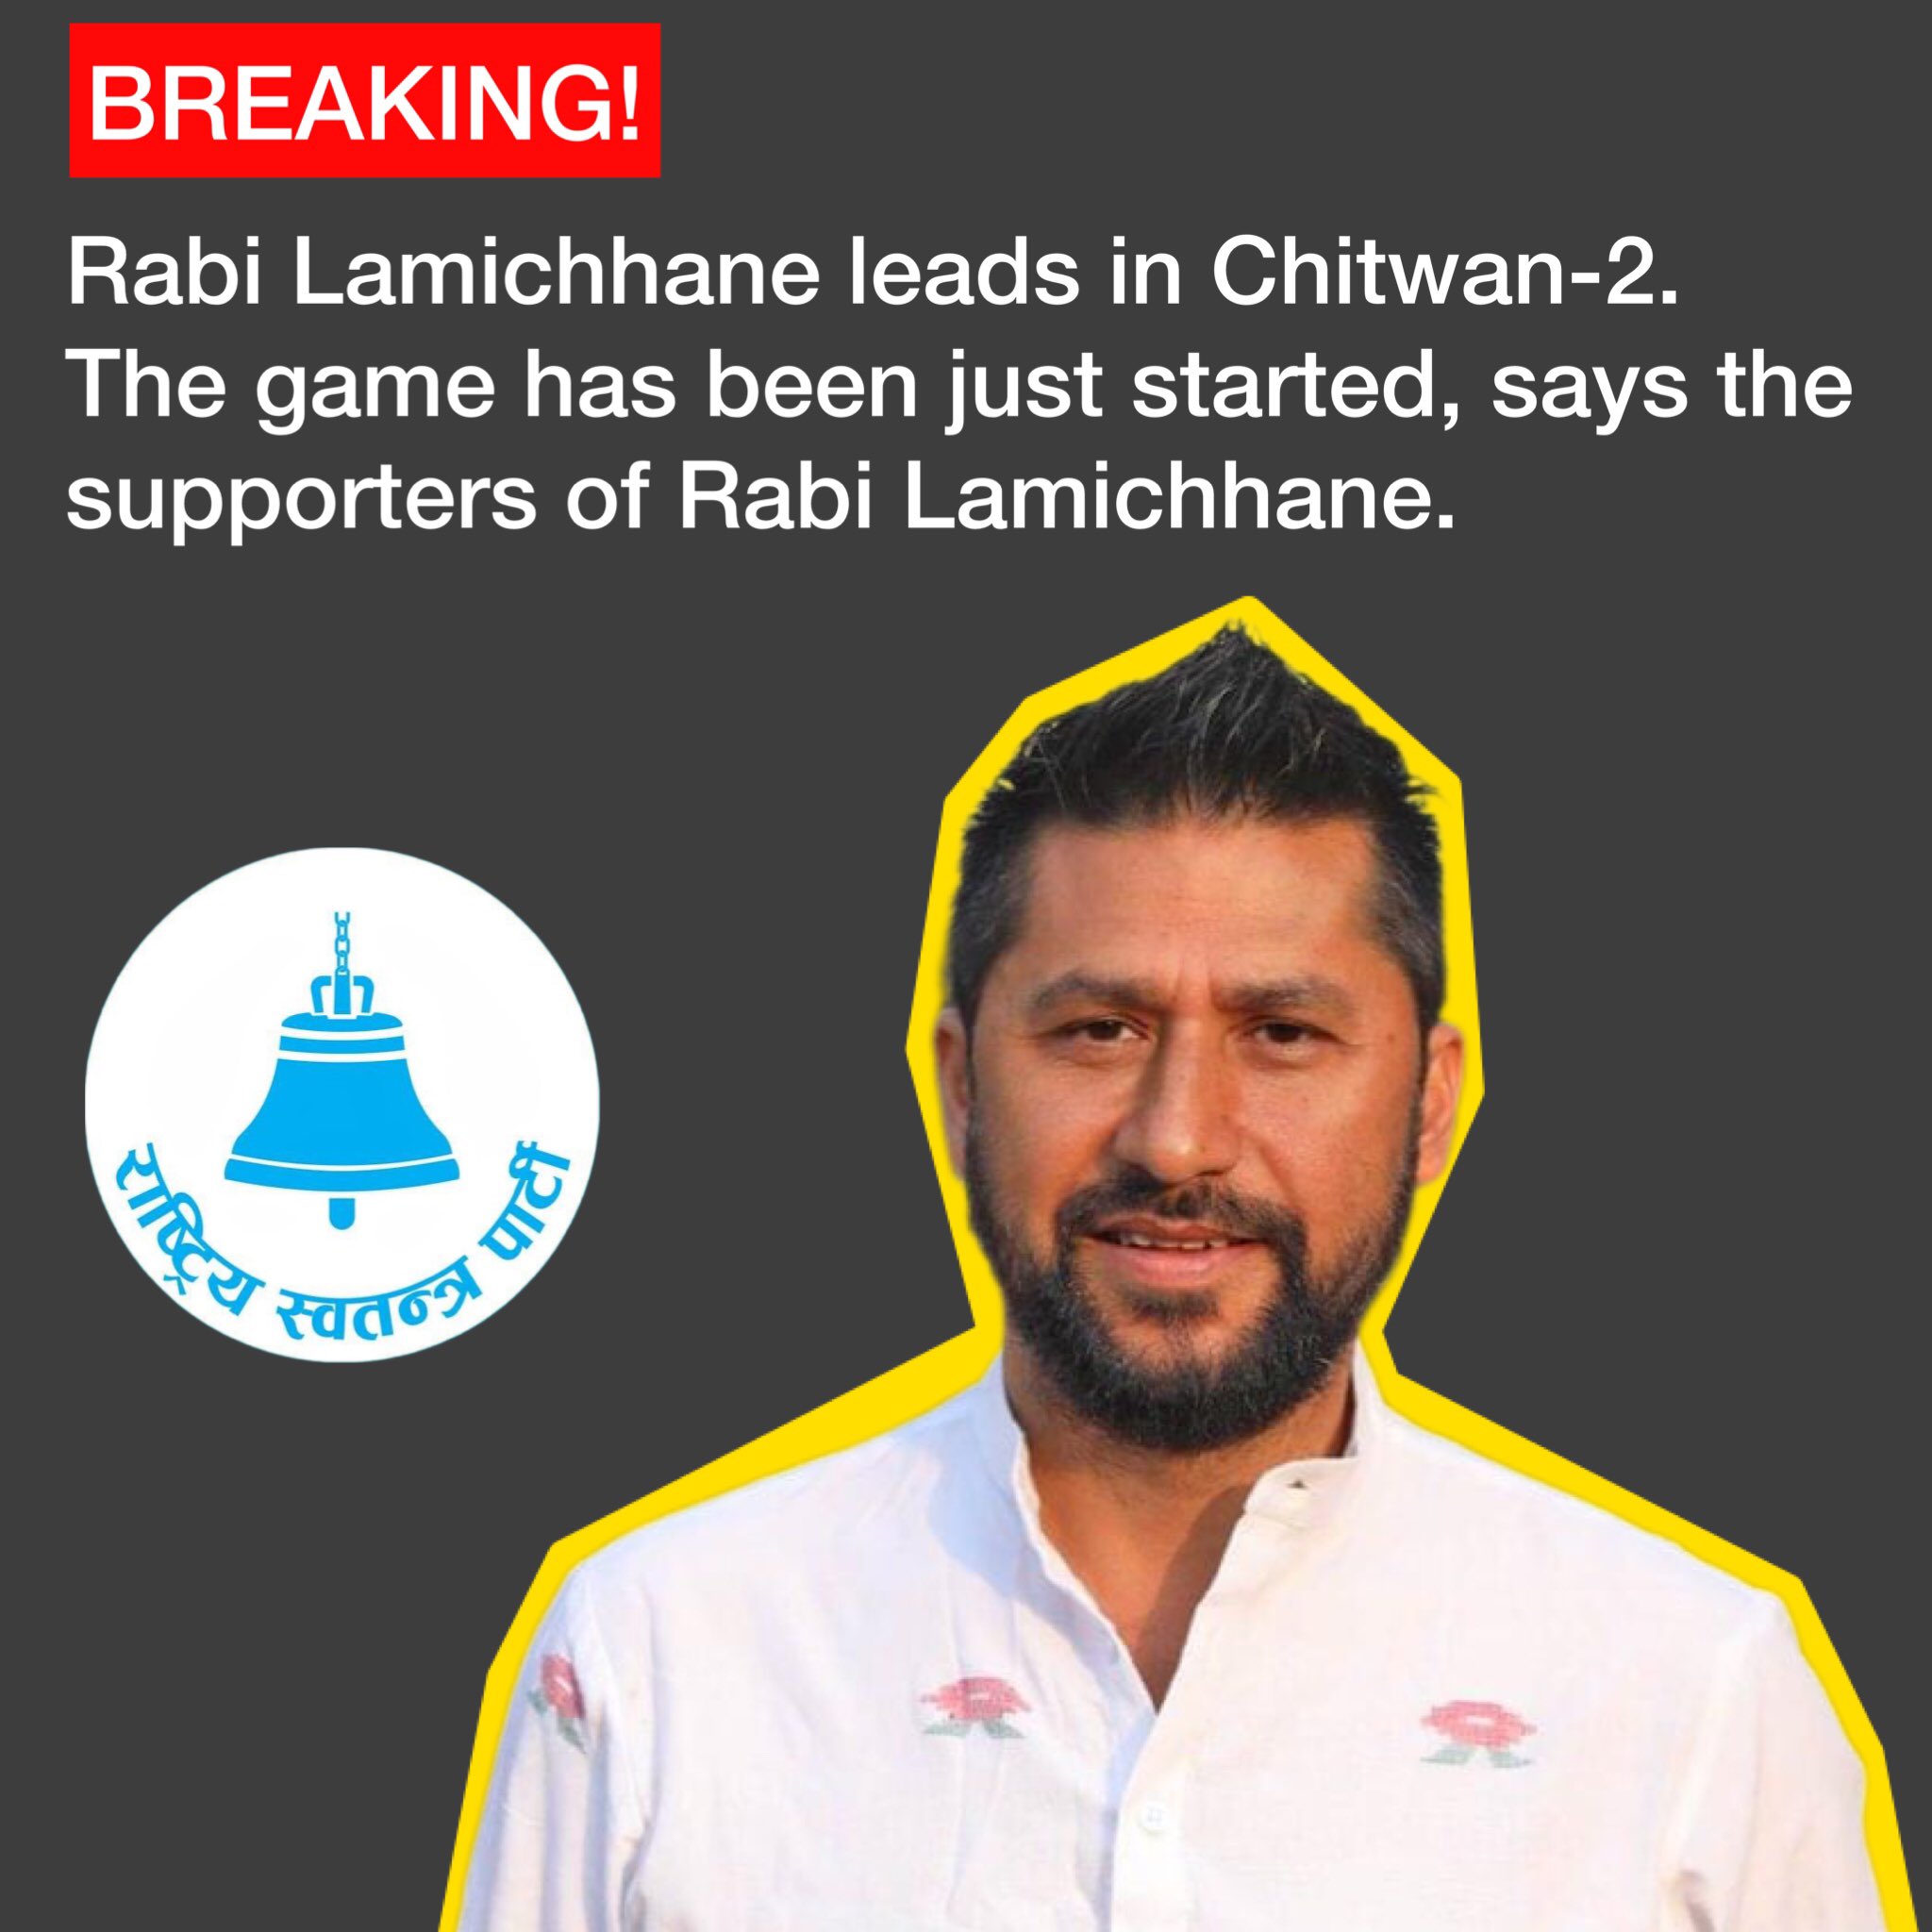 BREAKING!
Rabi Lamichhane leads in Chitwan-2.
The game has been just started, says the
supporters of Rabi Lamichhane.
राष्ट्रिय स्वतन्त्र पार्टी